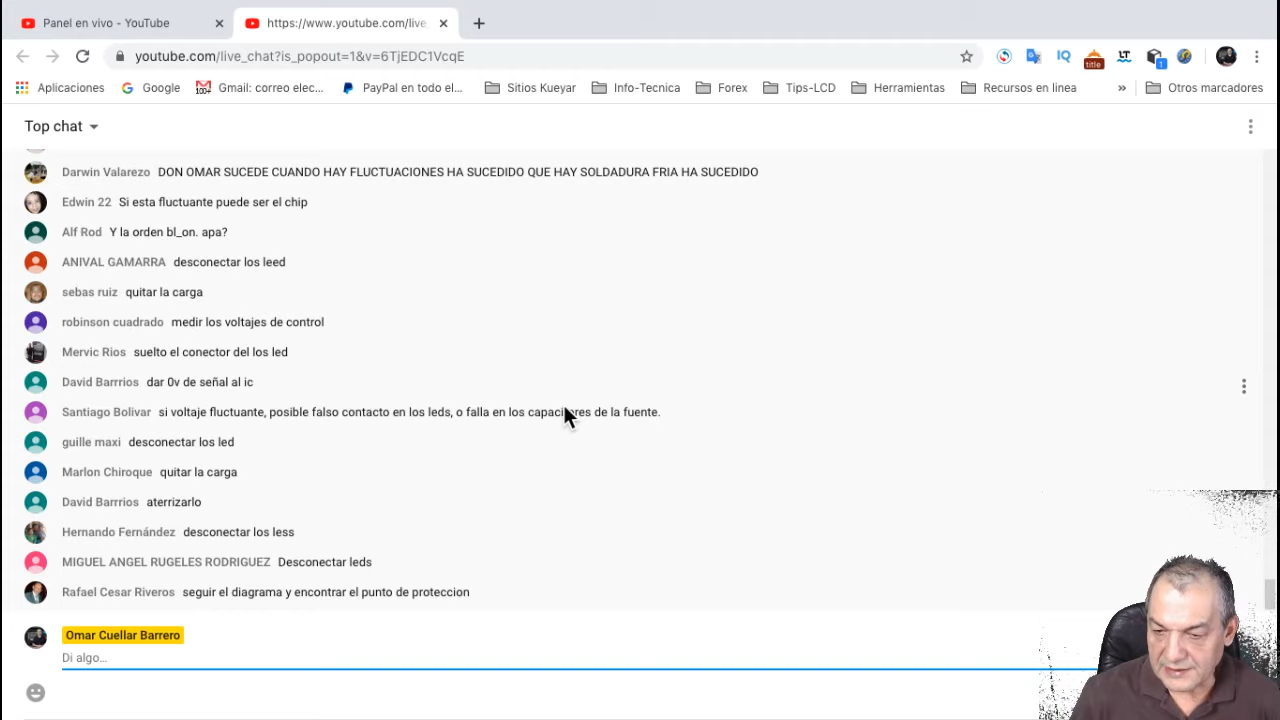 Panel en vivo - YouTube
https://www.youtube.com/live_
youtube.com/live_chat?is_popout=1&v=6TjEDC1VcqE
Aplicaciones Google Gmail: correo elec... PayPal en todo el... Sitios Kueyar Info-Tecnica Forex Tips-LCD Herramientas Recursos en linea » Otros marcadores
Top chat
Darwin Valarezo DON OMAR SUCEDE CUANDO HAY FLUCTUACIONES HA SUCEDIDO QUE HAY SOLDADURA FRIA HA SUCEDIDO
Edwin 22 Si esta fluctuante puede ser el chip
Alf Rod Y la orden bl_on. apa?
ANIVAL GAMARRA desconectar los leed
sebas ruiz quitar la carga
robinson cuadrado medir los voltajes de control
Mervic Rios suelto el conector del los led
David Barrrios dar 0v de señal al ic
Santiago Bolivar si voltaje fluctuante, posible falso contacto en los leds, o falla en los capacitores de la fuente.
guille maxi desconectar los led
Marlon Chiroque quitar la carga
David Barrrios aterrizarlo
Hernando Fernández desconectar los less
MIGUEL ANGEL RUGELES RODRIGUEZ Desconectar leds
Rafael Cesar Riveros seguir el diagrama y encontrar el punto de proteccion
Omar Cuellar Barrero
Di algo...